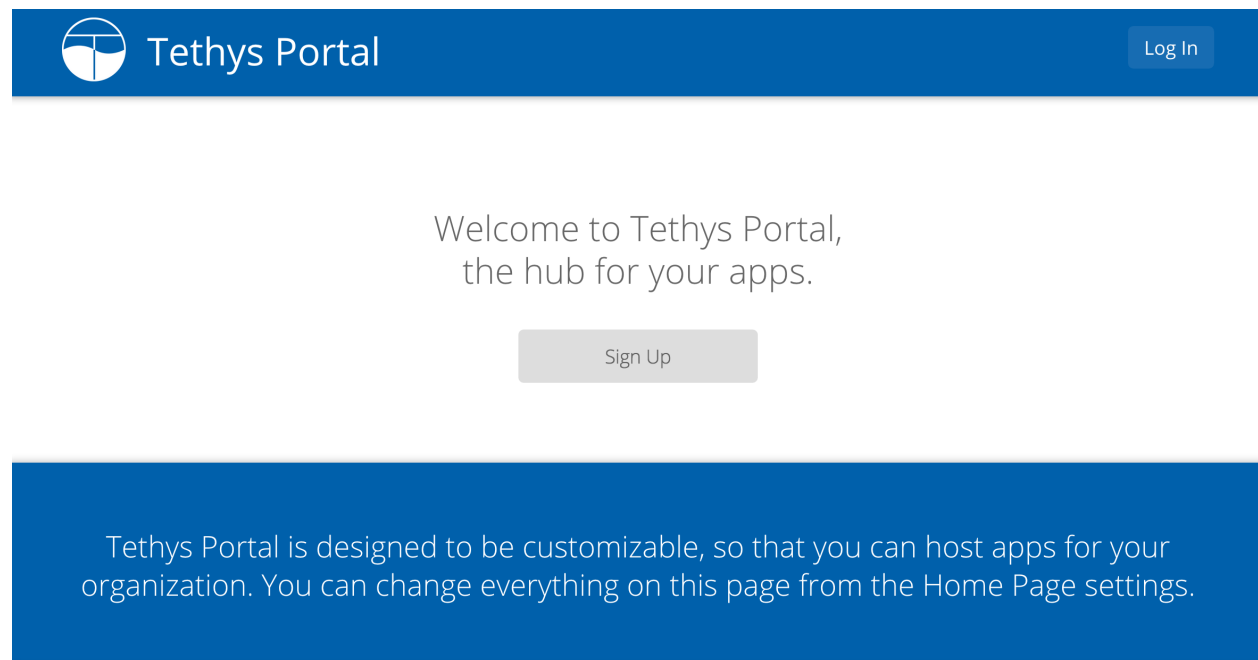 Tethys Portal
Log In
Welcome to Tethys Portal,
the hub for your apps.
Sign Up
Tethys Portal is designed to be customizable, so that you can host apps for your
organization. You can change everything on this page from the Home Page settings.